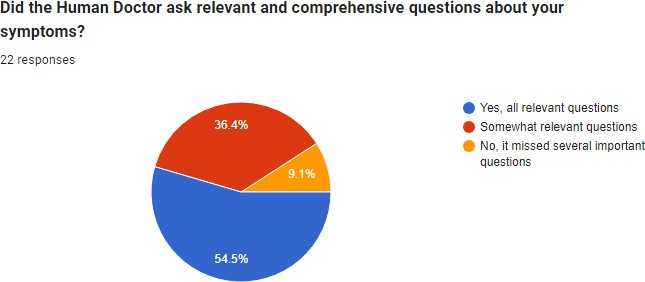 Did the Human Doctor ask relevant and comprehensive questions about your
symptoms?
22 responses
36.4%
9.1%
54.5%
Yes, all relevant questions
Somewhat relevant questions
No, it missed several important
questions